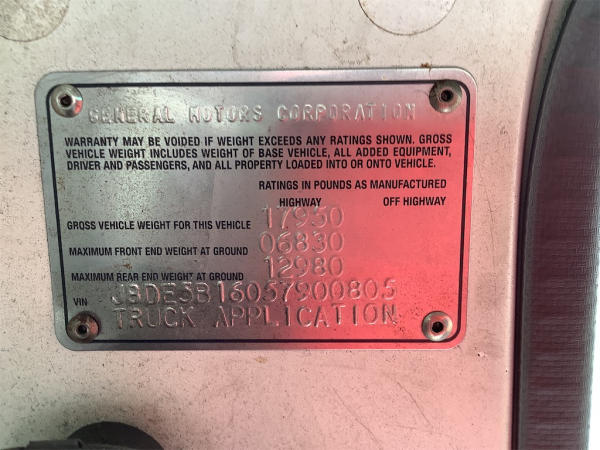 GENERAL MOTORS CORPORATION
WARRANTY MAY BE VOIDED IF WEIGHT EXCEEDS ANY RATINGS SHOWN. GROSS
VEHICLE WEIGHT INCLUDES WEIGHT OF BASE VEHICLE, ALL ADDED EQUIPMENT,
DRIVER AND PASSENGERS, AND ALL PROPERTY LOADED INTO OR ONTO VEHICLE.
RATINGS IN POUNDS AS MANUFACTURED
HIGHWAY OFF HIGHWAY
GROSS VEHICLE WEIGHT FOR THIS VEHICLE 17950
MAXIMUM FRONT END WEIGHT AT GROUND 06830
MAXIMUM REAR END WEIGHT AT GROUND 12980
VIN J8DE5B16057900805
TRUCK APPLICATION